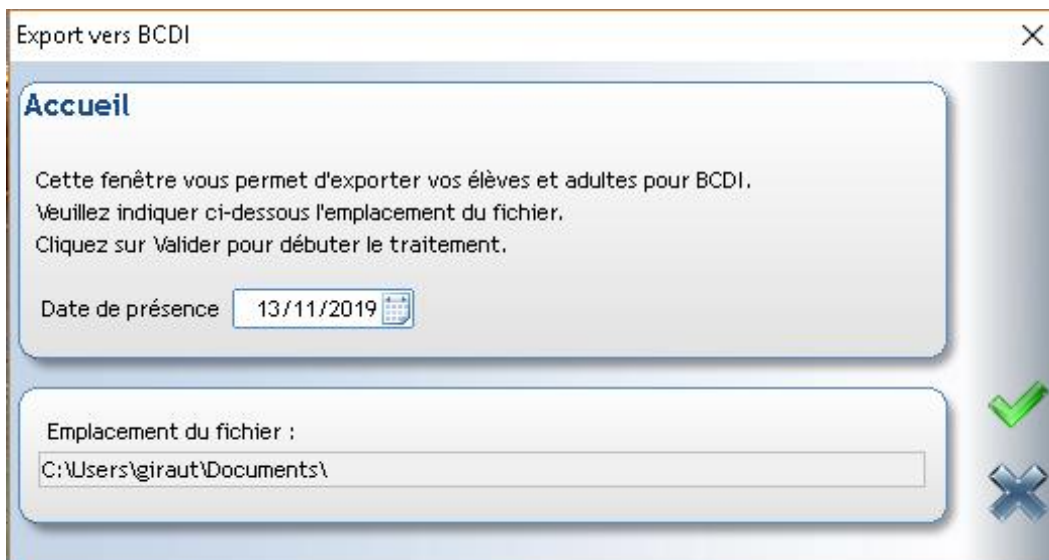 Export vers BCDI
Accueil
Cette fenêtre vous permet d'exporter vos élèves et adultes pour BCDI.
Veuillez indiquer ci-dessous l'emplacement du fichier.
Cliquez sur Valider pour débuter le traitement.
Date de présence 13/11/2019
Emplacement du fichier :
C:\Users\giraut\Documents\